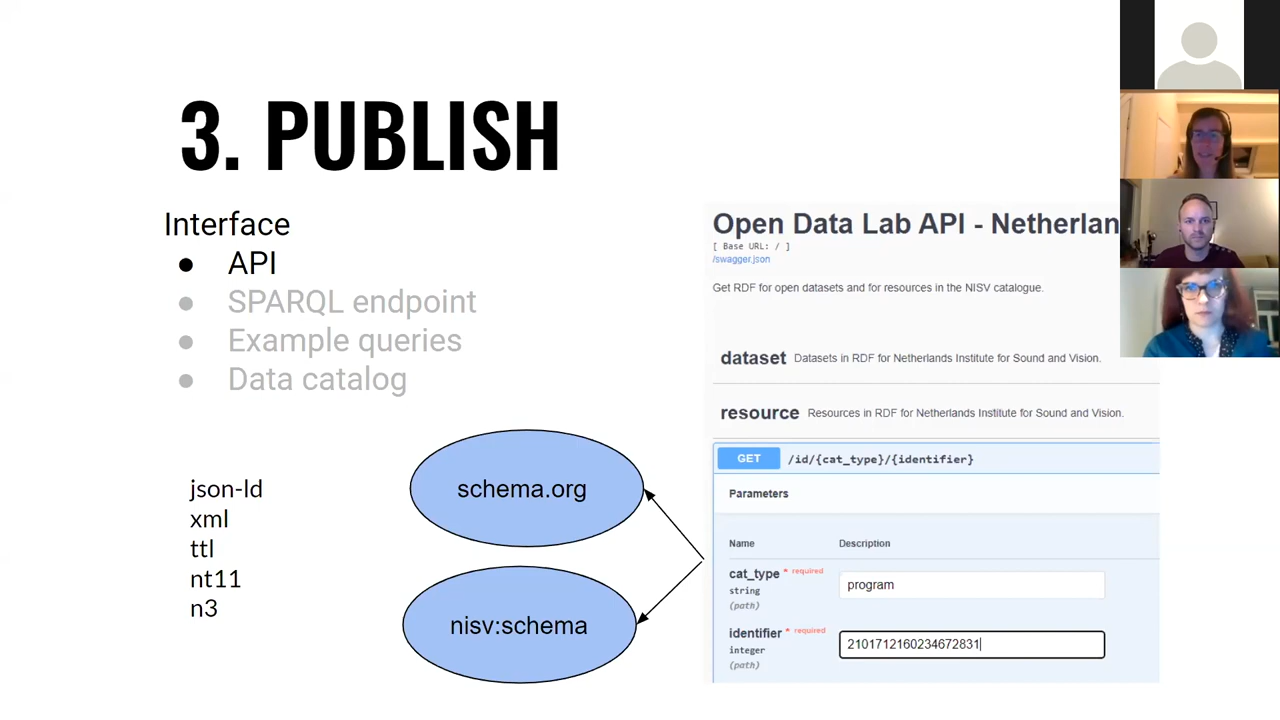 3. PUBLISH
Interface
● API
● SPARQL endpoint
● Example queries
● Data catalog
json-ld
xml
ttl
nt11
n3
schema.org
nisv:schema
Open Data Lab API - Netherlan
[ Base URL: / ]
/swagger.json
Get RDF for open datasets and for resources in the NISV catalogue.
dataset Datasets in RDF for Netherlands Institute for Sound and Vision.
resource Resources in RDF for Netherlands Institute for Sound and Vision.
GET /id/{cat_type}/{identifier}
Parameters
Name Description
cat_type * required
string
(path)
program
identifier * required
integer
(path)
2101712160234672831